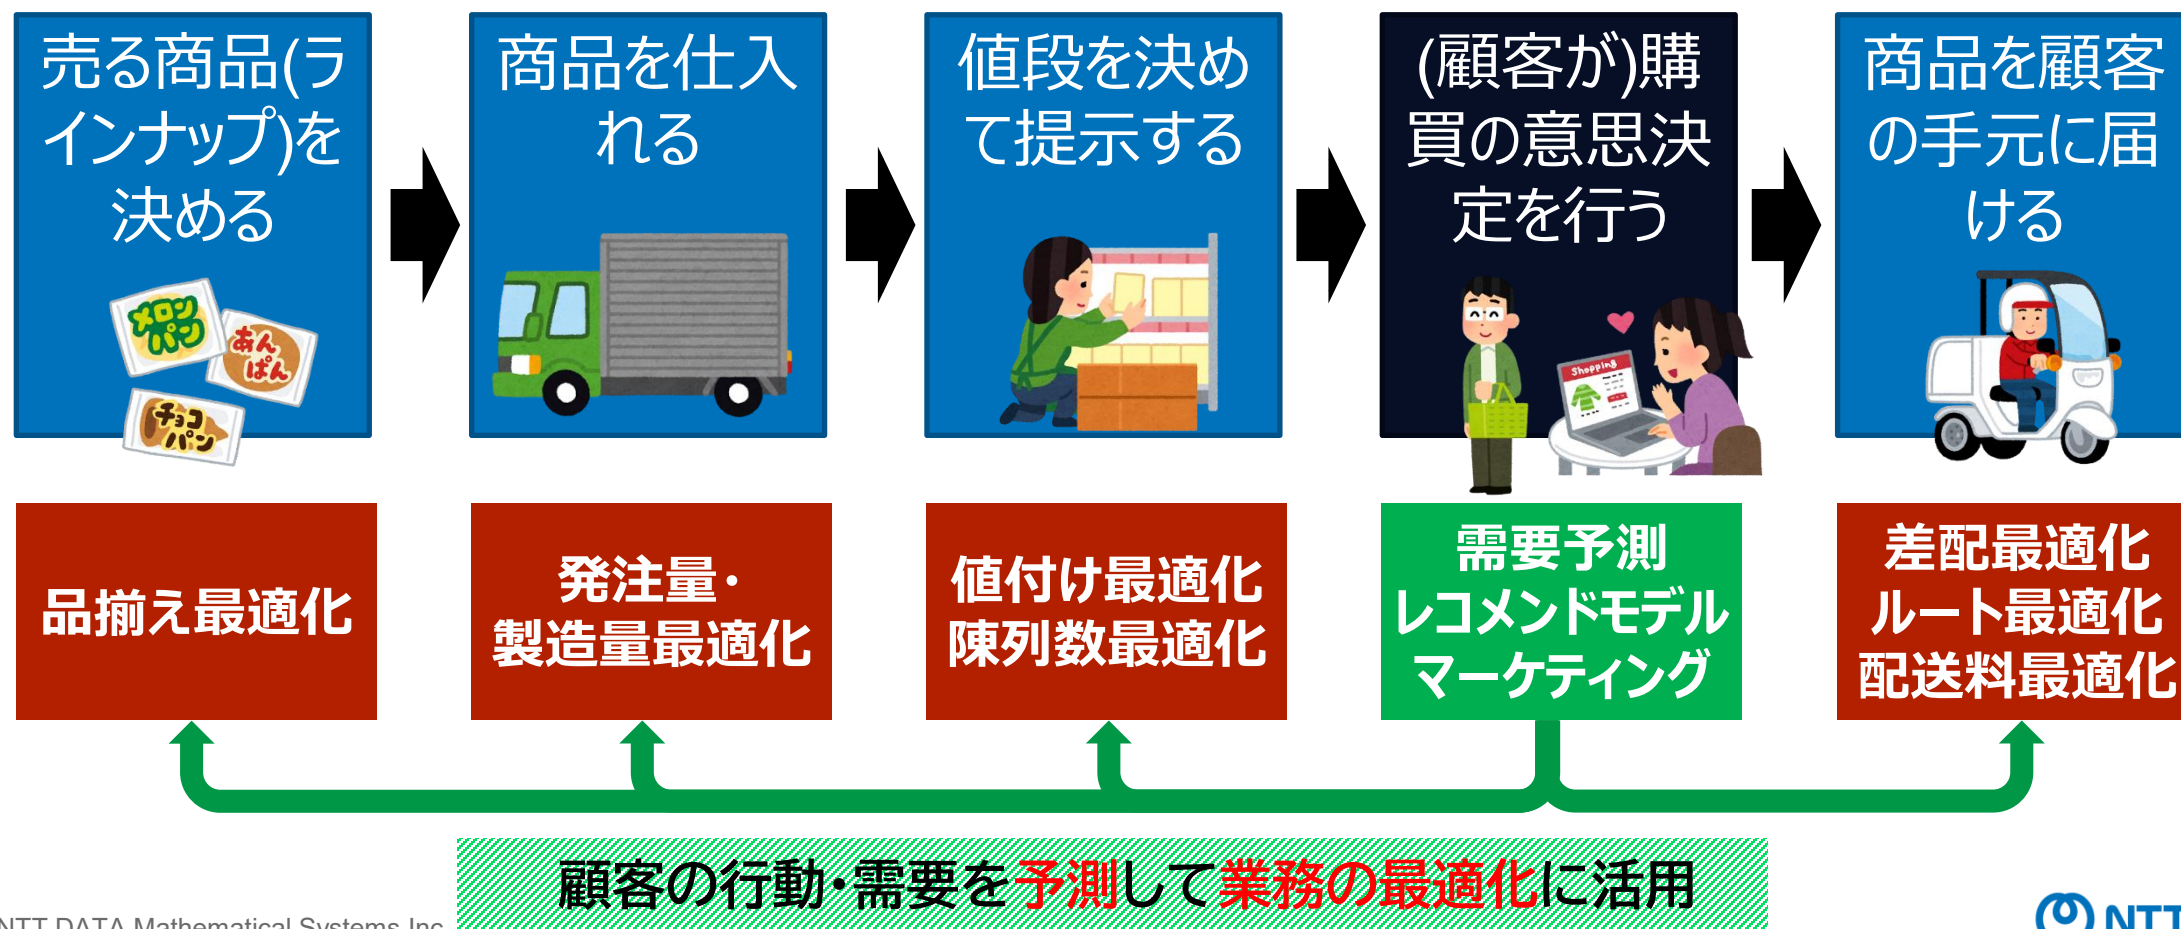 売る商品(ラ
インナップ)を
決める
メロン
パン
あん
ぱん
チョコ
パン
商品を仕入
れる
値段を決め
て提示する
(顧客が)購
買の意思決
定を行う
Shopping
商品を顧客
の手元に届
ける
品揃え最適化
発注量・
製造量最適化
値付け最適化
陳列数最適化
需要予測
レコメンドモデル
マーケティング
差配最適化
ルート最適化
配送料最適化
顧客の行動・需要を予測して業務の最適化に活用
NTT DATA Mathematical Systems Inc
NTT